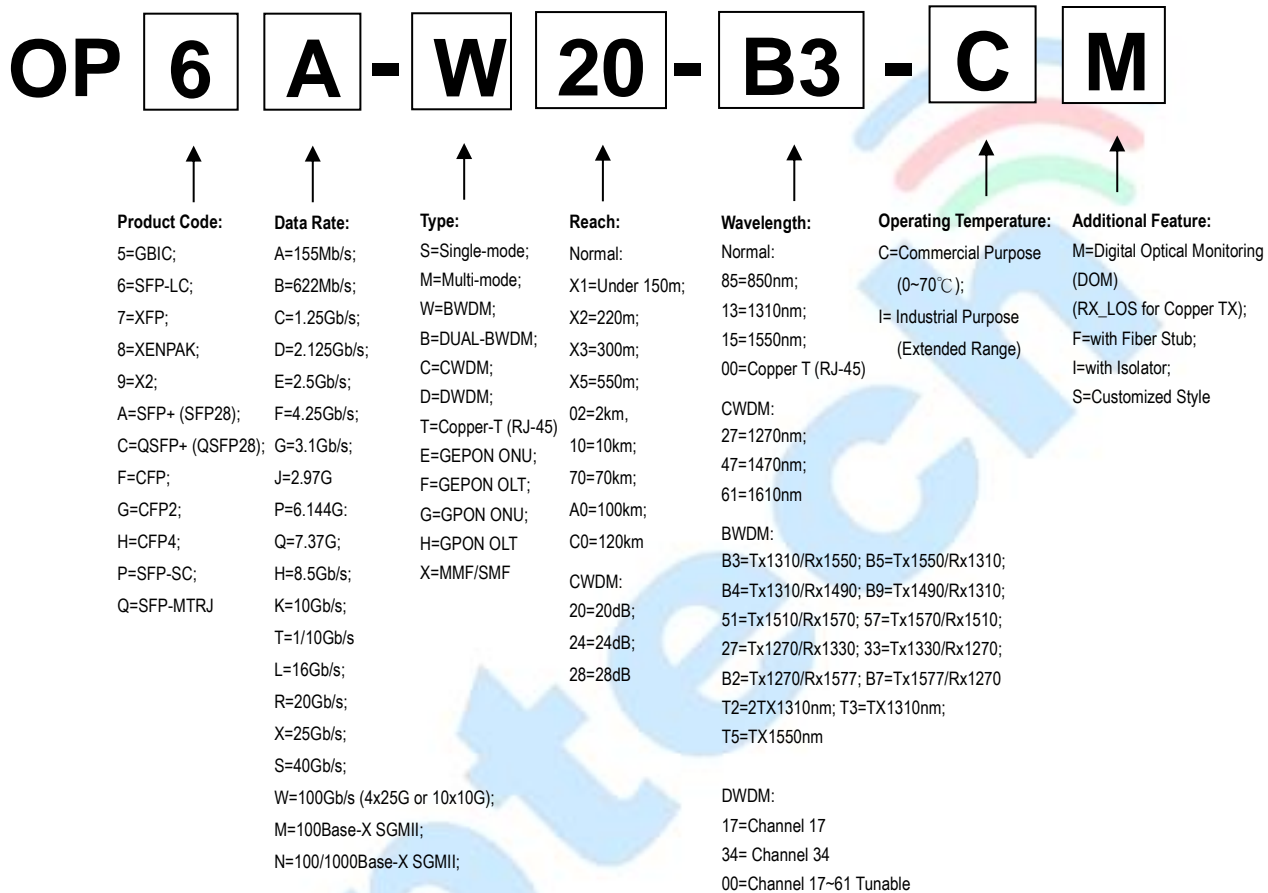 OP 6 A - W 20 - B3 - C M
Product Code:
5=GBIC;
6=SFP-LC;
7=XFP;
8=XENPAK;
9=X2;
A=SFP+ (SFP28);
C=QSFP+ (QSFP28);
F=CFP;
G=CFP2;
H=CFP4;
P=SFP-SC;
Q=SFP-MTRJ
Data Rate:
A=155Mb/s;
B=622Mb/s;
C=1.25Gb/s;
D=2.125Gb/s;
E=2.5Gb/s;
F=4.25Gb/s;
G=3.1Gb/s;
J=2.97G
P=6.144G:
Q=7.37G;
H=8.5Gb/s;
K=10Gb/s;
T=1/10Gb/s
L=16Gb/s;
R=20Gb/s;
X=25Gb/s;
S=40Gb/s;
W=100Gb/s (4x25G or 10x10G);
M=100Base-X SGMII;
N=100/1000Base-X SGMII;
Type:
S=Single-mode;
M=Multi-mode;
W=BWDM;
B=DUAL-BWDM;
C=CWDM;
D=DWDM;
T=Copper-T (RJ-45)
E=GEPON ONU;
F=GEPON OLT;
G=GPON ONU;
H=GPON OLT
X=MMF/SMF
Reach:
Normal:
X1=Under 150m;
X2=220m;
X3=300m;
X5=550m;
02=2km,
10=10km;
70=70km;
A0=100km;
C0=120km
CWDM:
20=20dB;
24=24dB;
28=28dB
Wavelength:
Normal:
85=850nm;
13=1310nm;
15=1550nm;
00=Copper T (RJ-45)
CWDM:
27=1270nm;
47=1470nm;
61=1610nm
BWDM:
B3=Tx1310/Rx1550; B5=Tx1550/Rx1310;
B4=Tx1310/Rx1490; B9=Tx1490/Rx1310;
51=Tx1510/Rx1570; 57=Tx1570/Rx1510;
27=Tx1270/Rx1330; 33=Tx1330/Rx1270;
B2=Tx1270/Rx1577; B7=Tx1577/Rx1270
T2=2TX1310nm; T3=TX1310nm;
T5=TX1550nm
DWDM:
17=Channel 17
34= Channel 34
00=Channel 17~61 Tunable
Operating Temperature:
C=Commercial Purpose
(0~70℃);
I= Industrial Purpose
(Extended Range)
Additional Feature:
M=Digital Optical Monitoring
(DOM)
(RX_LOS for Copper TX);
F=with Fiber Stub;
I=with Isolator;
S=Customized Style